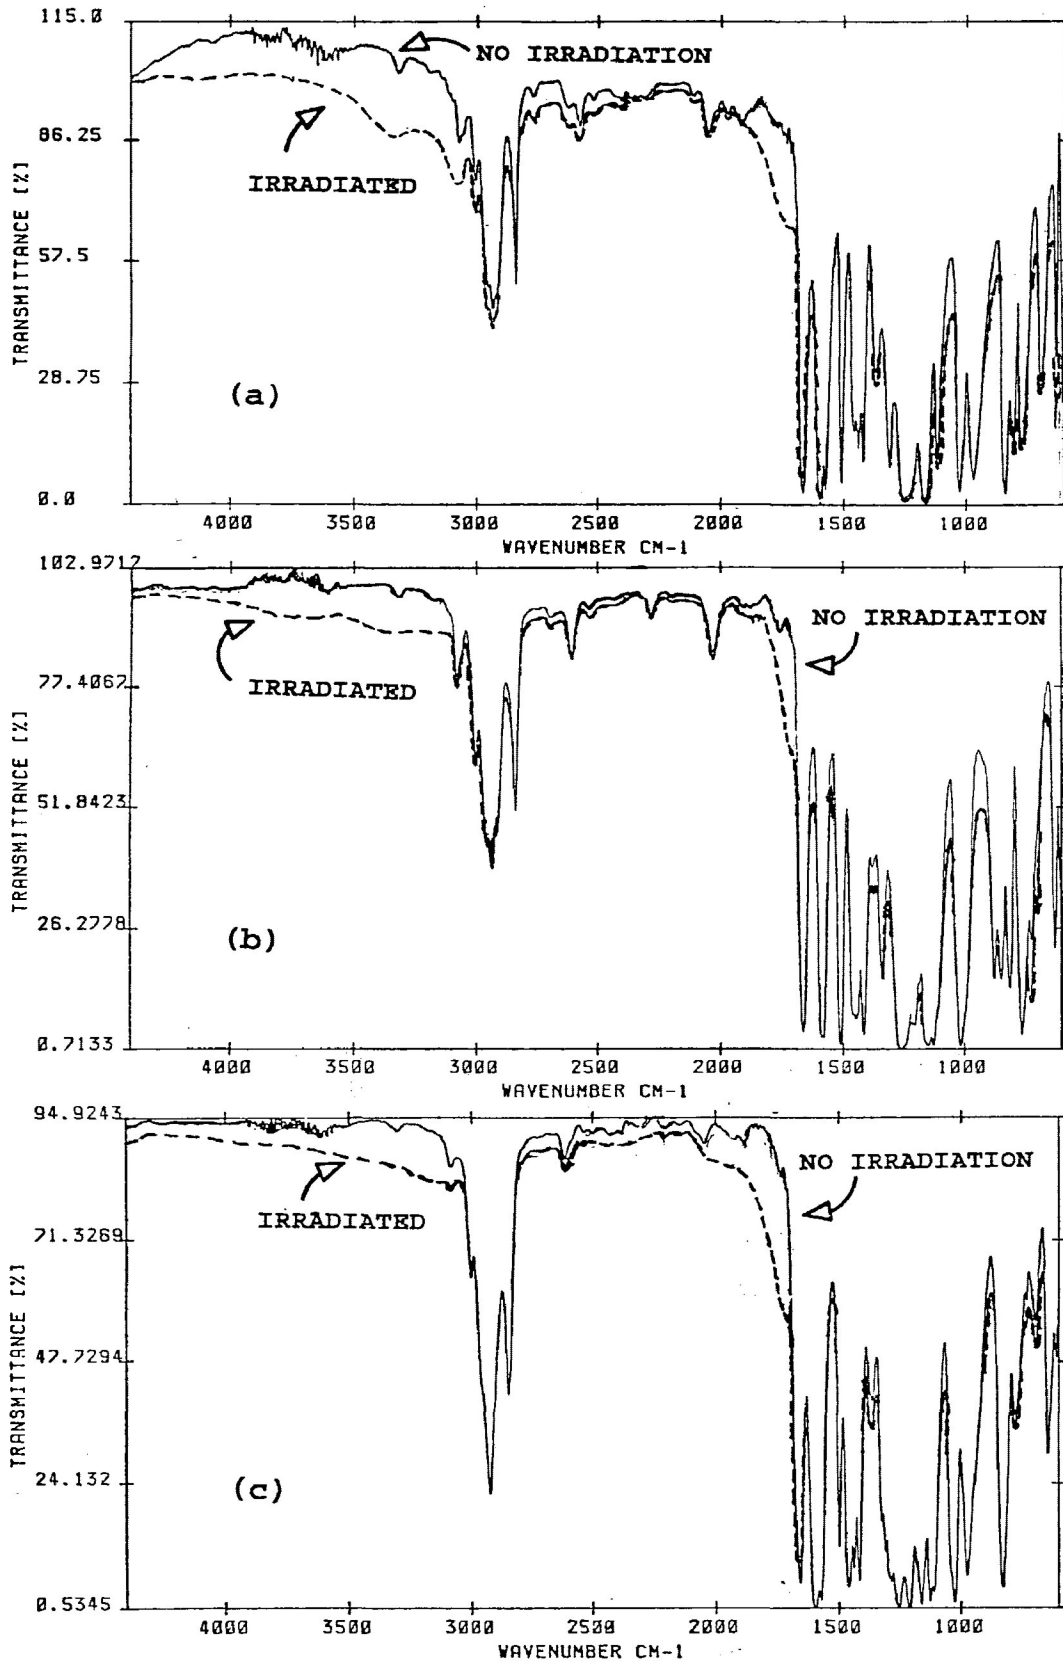 115.0
NO IRRADIATION
86.25
IRRADIATED
TRANSMITTANCE [%]
57.5
28.75
(a)
0.0
4000 3500 3000 2500 2000 1500 1000
WAVENUMBER CM-1
102.9717
NO IRRADIATION
77.4067
IRRADIATED
TRANSMITTANCE [%]
51.8423
26.2778
(b)
0.7133
4000 3500 3000 2500 2000 1500 1000
WAVENUMBER CM-1
94.9243
NO IRRADIATION
IRRADIATED
71.3289
TRANSMITTANCE [%]
47.7294
24.132
(c)
0.5345
4000 3500 3000 2500 2000 1500 1000
WAVENUMBER CM-1